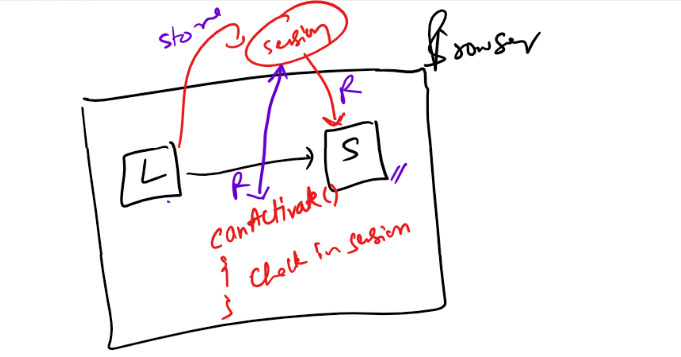 store
session
Browser
R
L
S
R
canActivate()
{
check in session
}